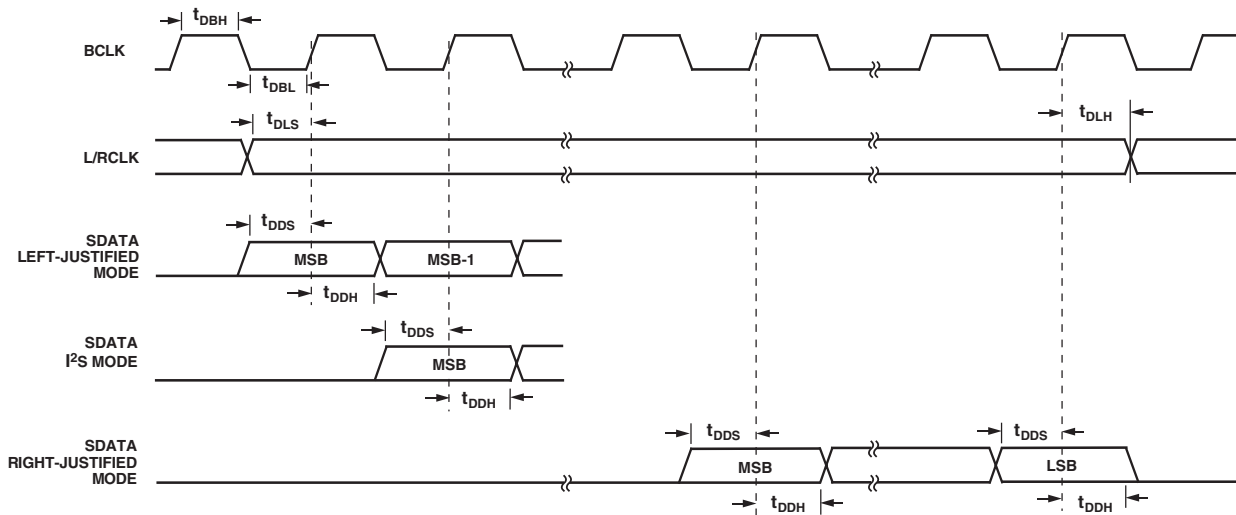 tDBH
BCLK
tDBL
tDLS
tDLH
L/RCLK
tDDS
SDATA
LEFT-JUSTIFIED
MODE
MSB
MSB-1
tDDH
tDDS
SDATA
I²S MODE
MSB
tDDH
tDDS
tDDS
SDATA
RIGHT-JUSTIFIED
MODE
MSB
LSB
tDDH
tDDH